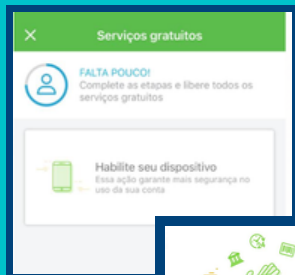 Serviços gratuitos
FALTA POUCO!
Complete as etapas e libere todos os
serviços gratuitos
Habilite seu dispositivo
Essa ação garante mais segurança no
uso da sua conta